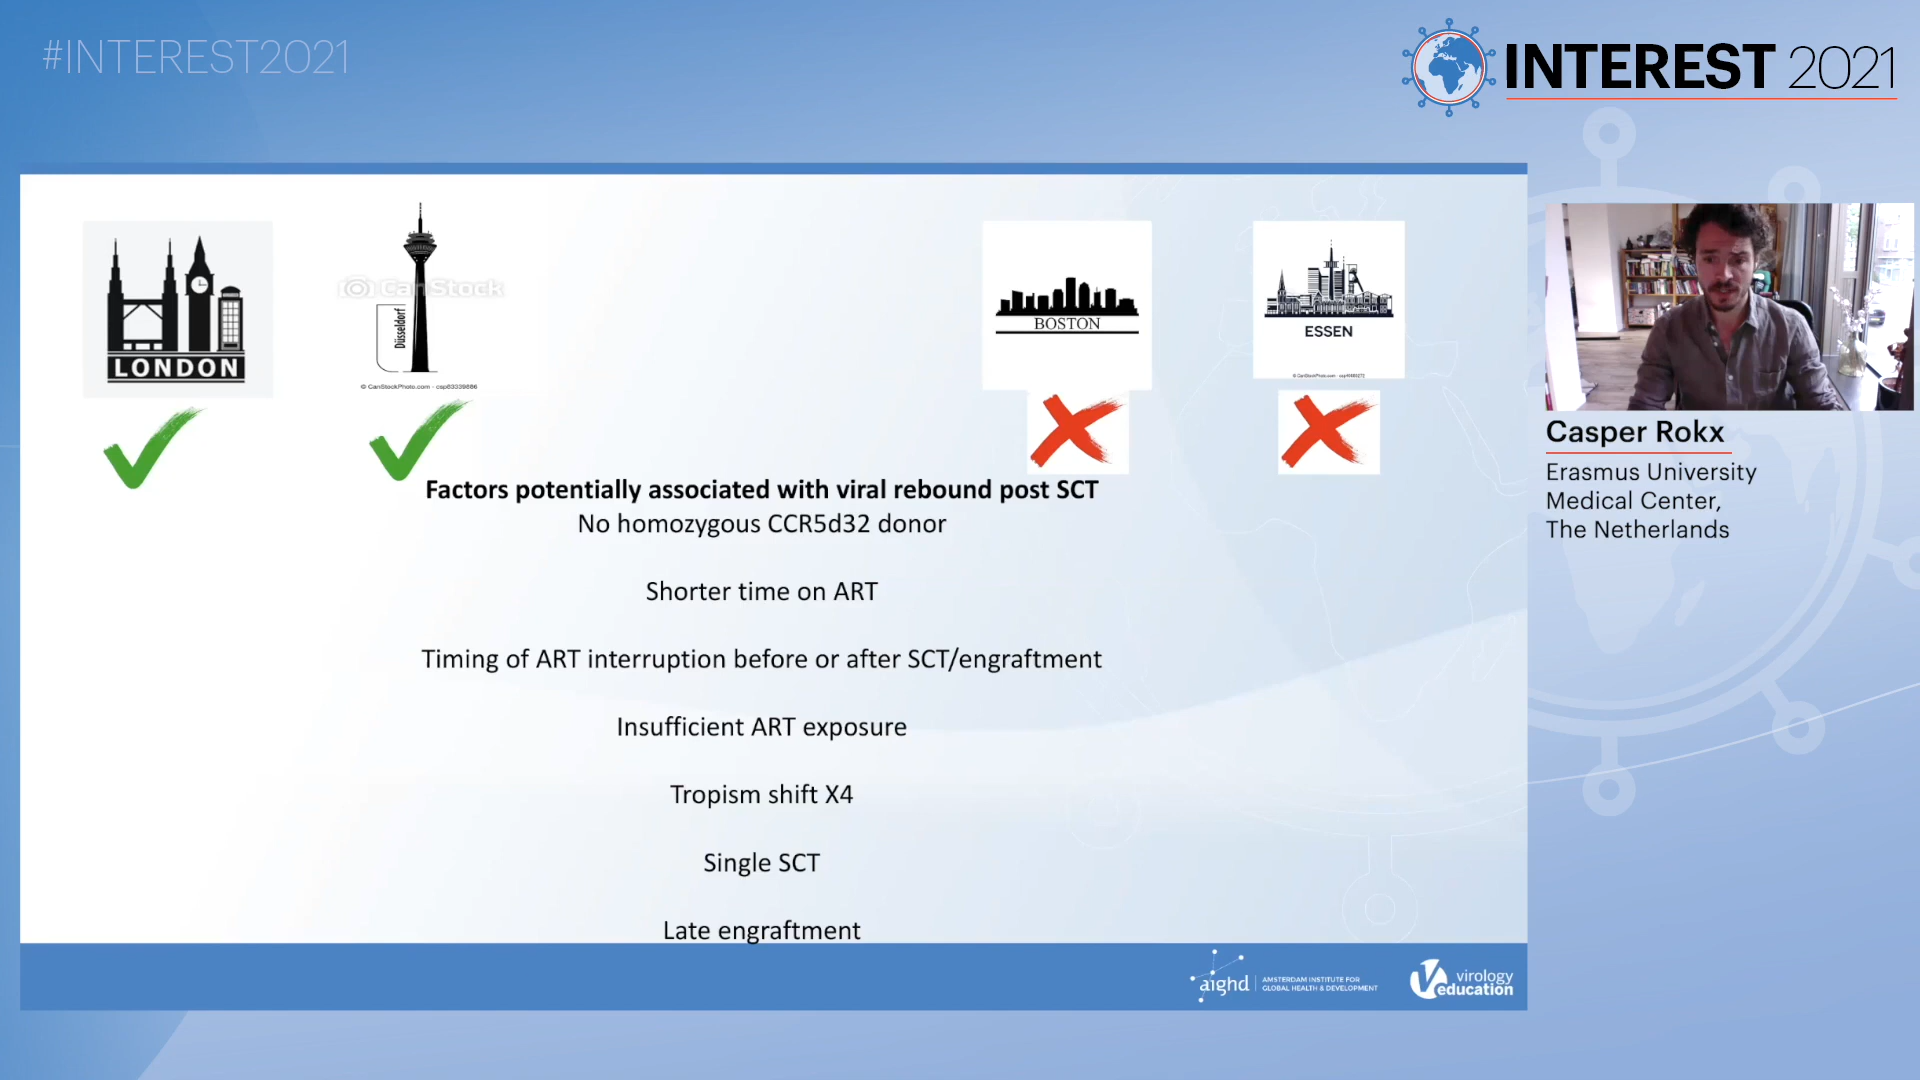 #INTEREST2021
INTEREST 2021
LONDON
CanStock
Düsseldorf
© CanStockPhoto.com - csp63339886
BOSTON
ESSEN
Factors potentially associated with viral rebound post SCT
No homozygous CCR5d32 donor
Shorter time on ART
Timing of ART interruption before or after SCT/engraftment
Insufficient ART exposure
Tropism shift X4
Single SCT
Late engraftment
Casper Rokx
Erasmus University
Medical Center,
The Netherlands
aighd
AMSTERDAM INSTITUTE FOR
GLOBAL HEALTH & DEVELOPMENT
virology
education